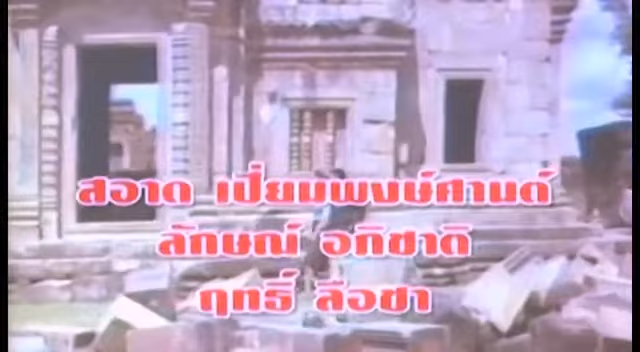 สอาด เปี่ยมพงษ์ศานต์
ลักษณ์ อภิชาติ
ฤทธิ์ ลือชา